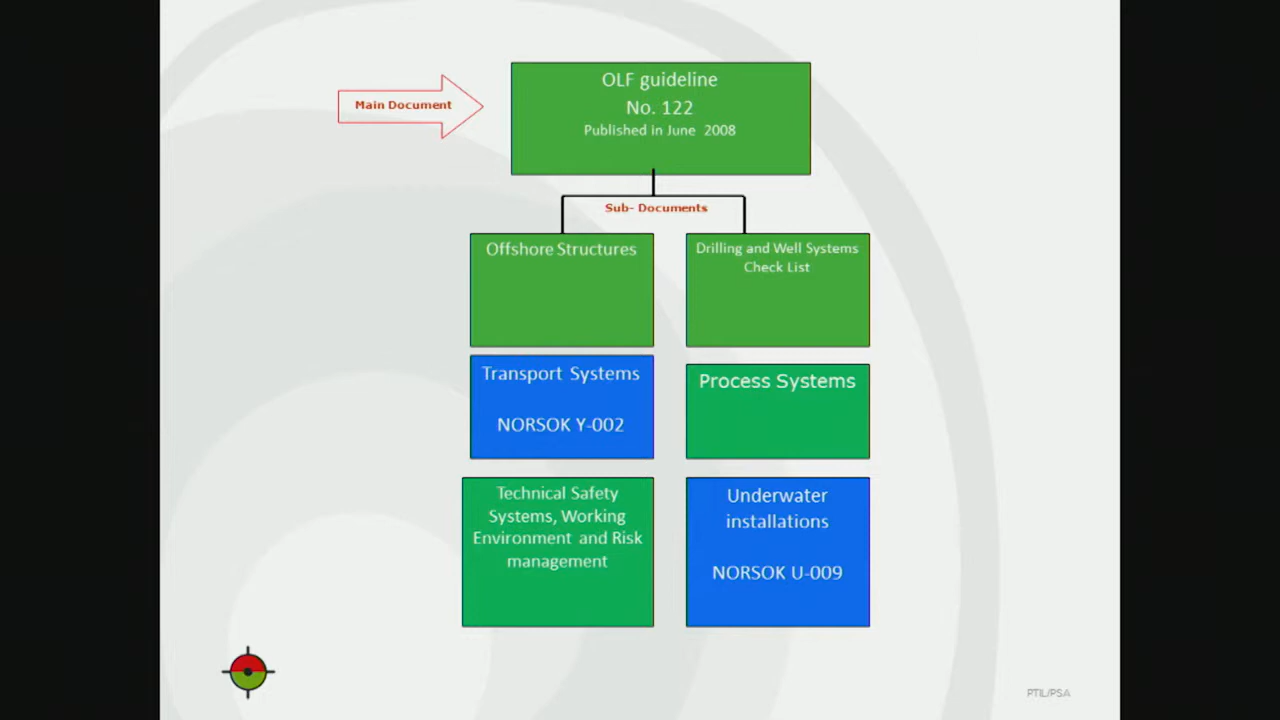 OLF guideline
No. 122
Published in June 2008
Main Document
Sub- Documents
Offshore Structures
Drilling and Well Systems
Check List
Transport Systems
NORSOK Y-002
Process Systems
Technical Safety
Systems, Working
Environment and Risk
management
Underwater
installations
NORSOK U-009
PTIL/PSA